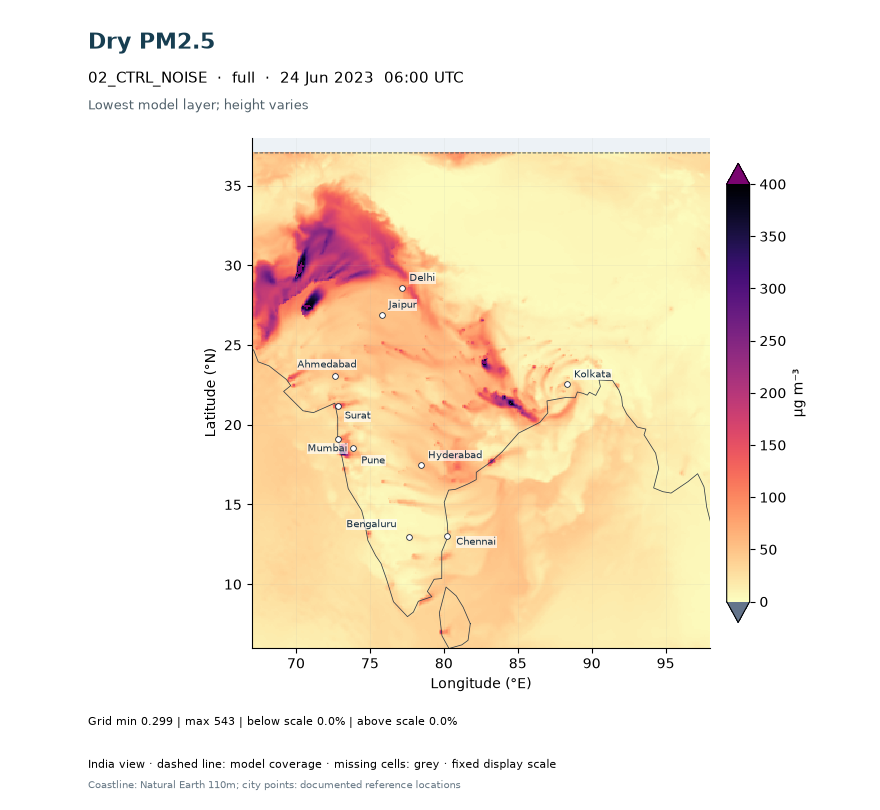 Dry PM2.5
02_CTRL_NOISE · full · 24 Jun 2023 06:00 UTC
Lowest model layer; height varies
35
30
25
20
15
10
Latitude (°N)
Delhi
Jaipur
Ahmedabad
Kolkata
Surat
Mumbai
Pune
Hyderabad
Bengaluru
Chennai
70
75
80
85
90
95
Longitude (°E)
400
350
300
250
200
150
100
50
0
µg m⁻³
Grid min 0.299 | max 543 | below scale 0.0% | above scale 0.0%
India view · dashed line: model coverage · missing cells: grey · fixed display scale
Coastline: Natural Earth 110m; city points: documented reference locations